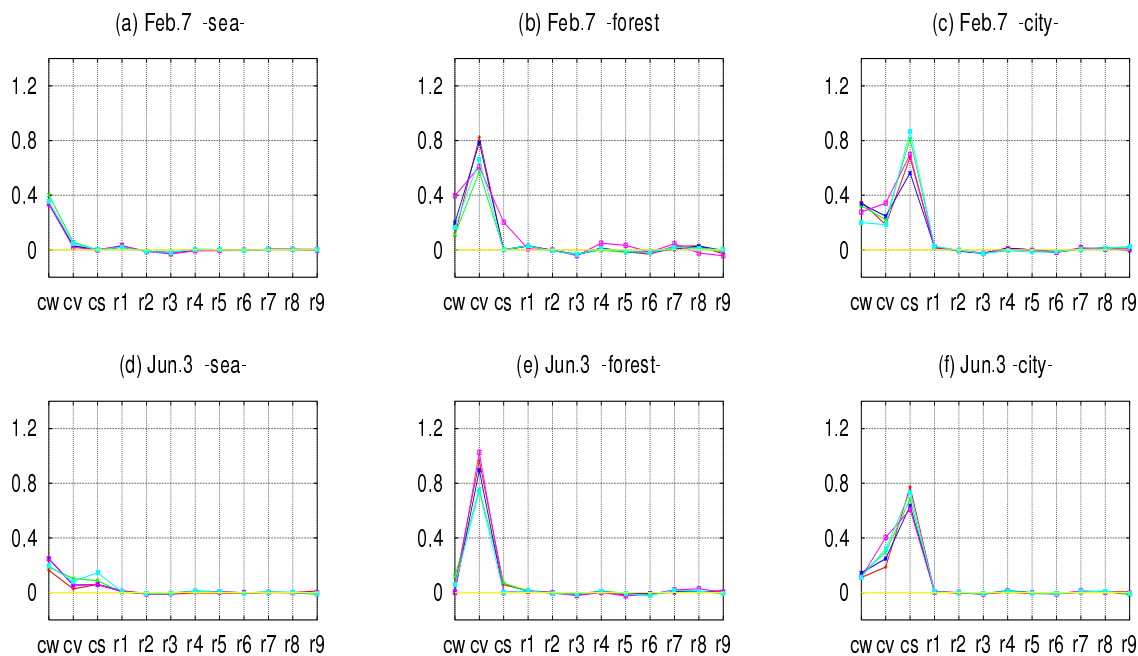 (a) Feb.7 -sea-
(b) Feb.7 -forest
(c) Feb.7 -city-
1.2
0.8
0.4
0
cw cv cs r1 r2 r3 r4 r5 r6 r7 r8 r9
1.2
0.8
0.4
0
cw cv cs r1 r2 r3 r4 r5 r6 r7 r8 r9
1.2
0.8
0.4
0
cw cv cs r1 r2 r3 r4 r5 r6 r7 r8 r9
(d) Jun.3 -sea-
(e) Jun.3 -forest-
(f) Jun.3 -city-
1.2
0.8
0.4
0
cw cv cs r1 r2 r3 r4 r5 r6 r7 r8 r9
1.2
0.8
0.4
0
cw cv cs r1 r2 r3 r4 r5 r6 r7 r8 r9
1.2
0.8
0.4
0
cw cv cs r1 r2 r3 r4 r5 r6 r7 r8 r9